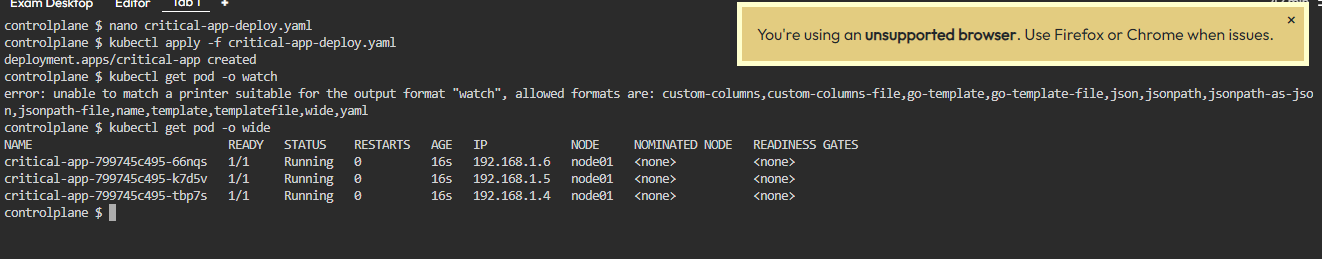 Exam Desktop Editor Tab 1 +
You're using an unsupported browser. Use Firefox or Chrome when issues. ×
controlplane $ nano critical-app-deploy.yaml
controlplane $ kubectl apply -f critical-app-deploy.yaml
deployment.apps/critical-app created
controlplane $ kubectl get pod -o watch
error: unable to match a printer suitable for the output format "watch", allowed formats are: custom-columns,custom-columns-file,go-template,go-template-file,json,jsonpath,jsonpath-as-jso
n,jsonpath-file,name,template,templatefile,wide,yaml
controlplane $ kubectl get pod -o wide
NAME READY STATUS RESTARTS AGE IP NODE NOMINATED NODE READINESS GATES
critical-app-799745c495-66nqs 1/1 Running 0 16s 192.168.1.6 node01 <none> <none>
critical-app-799745c495-k7d5v 1/1 Running 0 16s 192.168.1.5 node01 <none> <none>
critical-app-799745c495-tbp7s 1/1 Running 0 16s 192.168.1.4 node01 <none> <none>
controlplane $